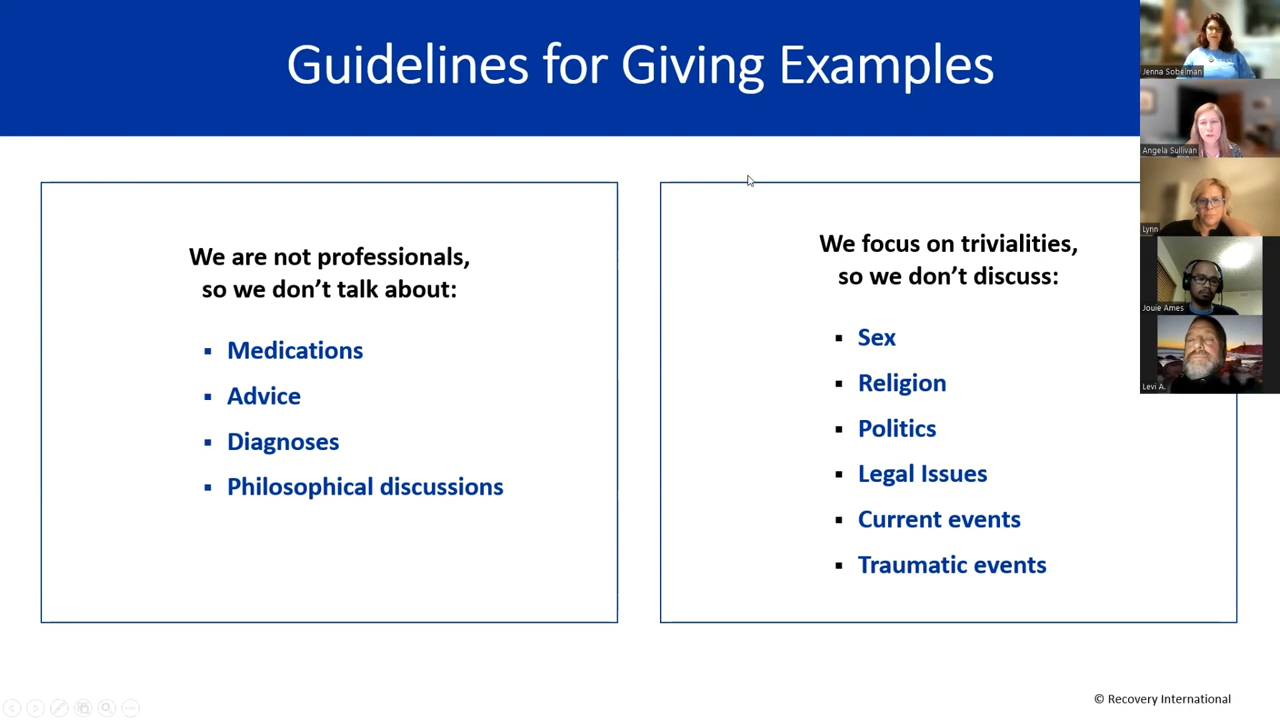 Guidelines for Giving Examples
We are not professionals,
so we don't talk about:
▪ Medications
▪ Advice
▪ Diagnoses
▪ Philosophical discussions
We focus on trivialities,
so we don't discuss:
▪ Sex
▪ Religion
▪ Politics
▪ Legal Issues
▪ Current events
▪ Traumatic events
Jenna Sobelman
Angela Sullivan
Lynn
Jouie Ames
Levi A.
© Recovery International